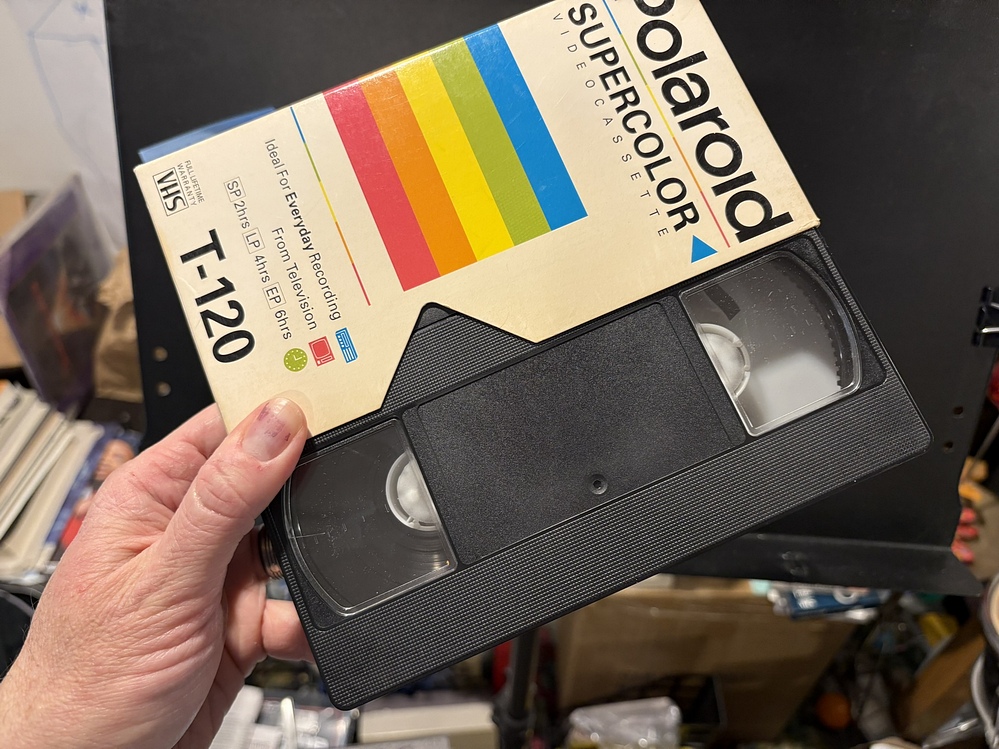 Polaroid
SUPERCOLOR
VIDEOCASSETTE
Ideal For Everyday Recording
From Television
SP 2hrs LP 4hrs EP 6hrs
T-120
FULL LIFETIME
WARRANTY
VHS